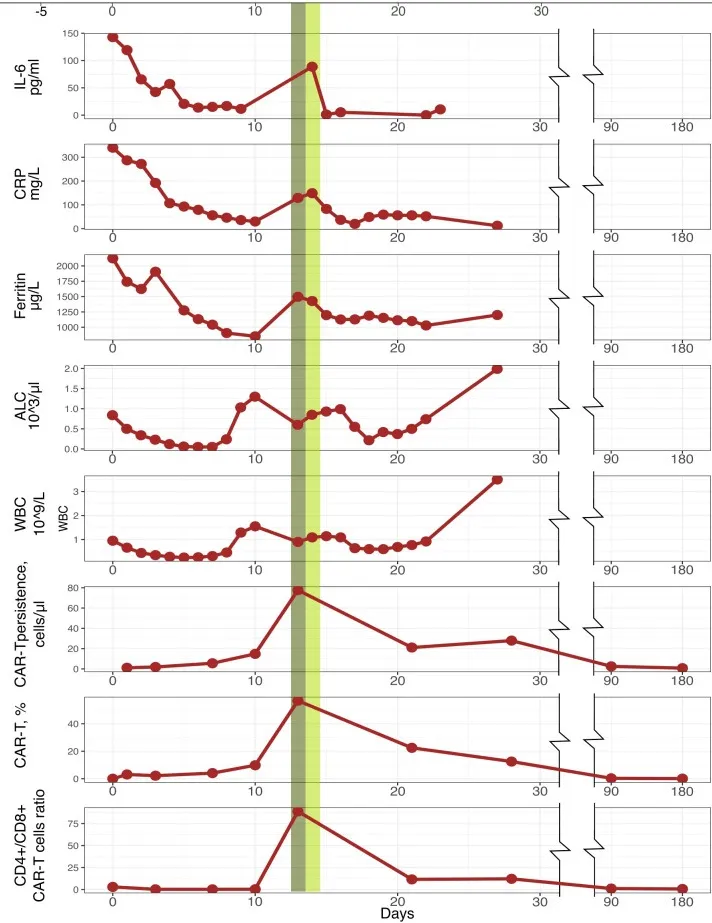 -5 0 10 20 30
IL-6
pg/ml
150
100
50
0
0 10 20 30 90 180
CRP
mg/L
300
200
100
0
0 10 20 30 90 180
Ferritin
µg/L
2000
1750
1500
1250
1000
0 10 20 30 90 180
ALC
10^3/µl
2.0
1.5
1.0
0.5
0.0
0 10 20 30 90 180
WBC
10^9/L
WBC
3
2
1
0 10 20 30 90 180
CAR-Tpersistence,
cells/µl
80
60
40
20
0
0 10 20 30 90 180
CAR-T, %
40
20
0
0 10 20 30 90 180
CD4+/CD8+
CAR-T cells ratio
75
50
25
0
0 10 20 30 90 180
Days